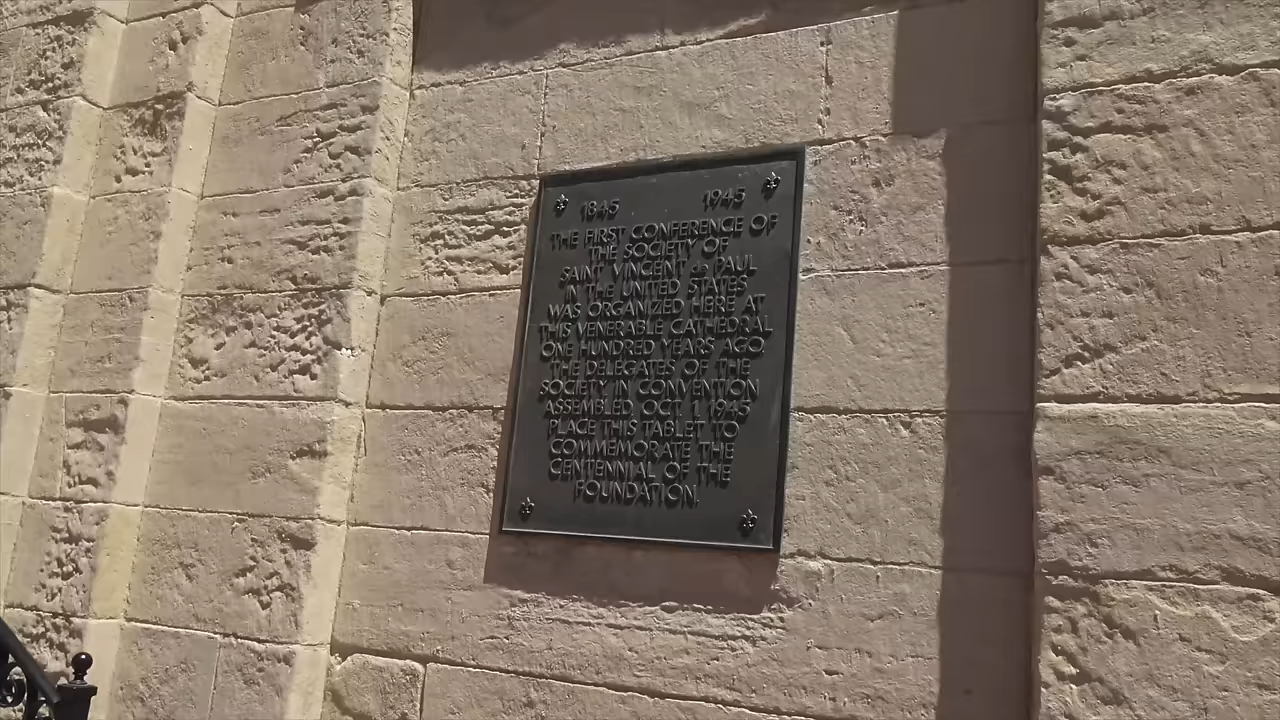 1845 1945
THE FIRST CONFERENCE OF
THE SOCIETY OF
SAINT VINCENT de PAUL
IN THE UNITED STATES
WAS ORGANIZED HERE AT
THIS VENERABLE CATHEDRAL
ONE HUNDRED YEARS AGO
THE DELEGATES OF THE
SOCIETY IN CONVENTION
ASSEMBLED, OCT. 1, 1945
PLACE THIS TABLET TO
COMMEMORATE THE
CENTENNIAL OF THE
FOUNDATION.